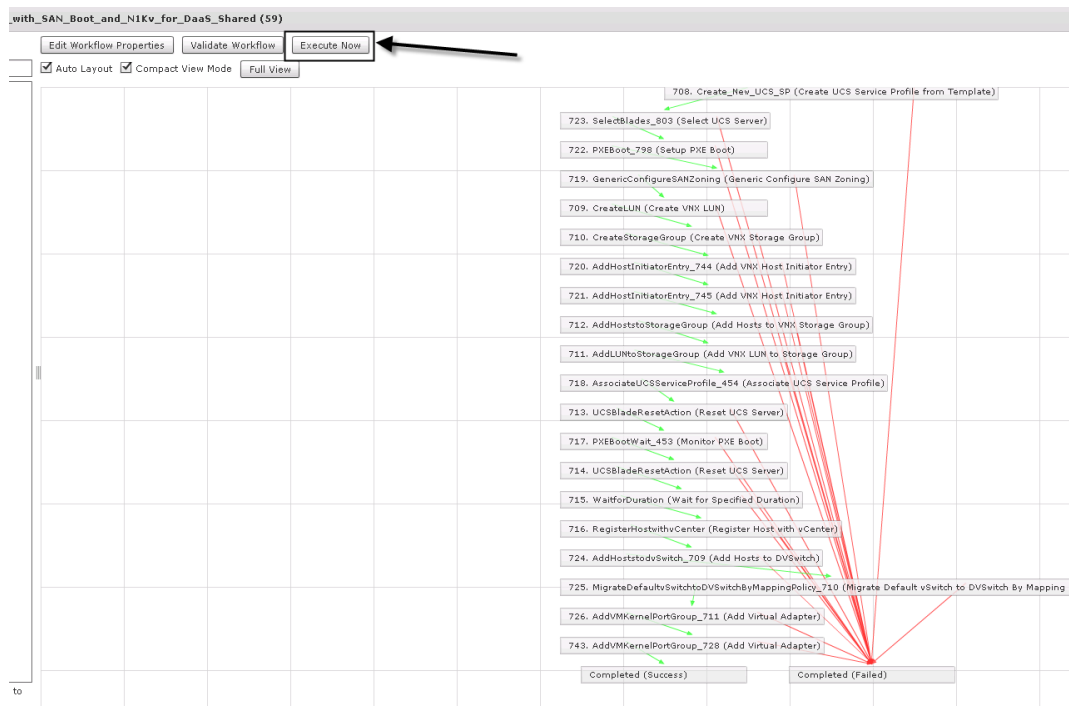 _with_SAN_Boot_and_N1Kv_for_DaaS_Shared (59)
Edit Workflow Properties Validate Workflow Execute Now
Auto Layout Compact View Mode Full View
708. Create_New_UCS_SP (Create UCS Service Profile from Template)
723. SelectBlades_803 (Select UCS Server)
722. PXEBoot_798 (Setup PXE Boot)
719. GenericConfigureSANZoning (Generic Configure SAN Zoning)
709. CreateLUN (Create VNX LUN)
710. CreateStorageGroup (Create VNX Storage Group)
720. AddHostInitiatorEntry_744 (Add VNX Host Initiator Entry)
721. AddHostInitiatorEntry_745 (Add VNX Host Initiator Entry)
712. AddHoststoStorageGroup (Add Hosts to VNX Storage Group)
711. AddLUNtoStorageGroup (Add VNX LUN to Storage Group)
718. AssociateUCSServiceProfile_454 (Associate UCS Service Profile)
713. UCSBladeResetAction (Reset UCS Server)
717. PXEBootWait_453 (Monitor PXE Boot)
714. UCSBladeResetAction (Reset UCS Server)
715. WaitforDuration (Wait for Specified Duration)
716. RegisterHostwithvCenter (Register Host with vCenter)
724. AddHoststodvSwitch_709 (Add Hosts to DVSwitch)
725. MigrateDefaultvSwitchtoDVSwitchByMappingPolicy_710 (Migrate Default vSwitch to DVSwitch By Mapping
726. AddVMKernelPortGroup_711 (Add Virtual Adapter)
743. AddVMKernelPortGroup_728 (Add Virtual Adapter)
Completed (Success) Completed (Failed)
to